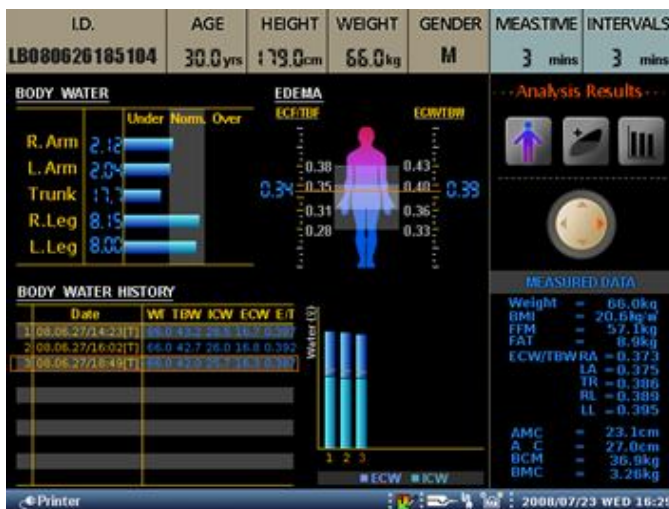 I.D. AGE HEIGHT WEIGHT GENDER MEAS.TIME INTERVALS
LB080626185104 30.0 yrs 179.0cm 66.0kg M 3 mins 3 mins
BODY WATER
Under Norm. Over
R. Arm 2.12
L. Arm 2.04
Trunk 17.7
R.Leg 8.15
L.Leg 8.00
EDEMA
ECF/TBF ECW/TBW
0.38 0.43
0.34 0.35 0.40 0.39
0.31 0.36
0.28 0.33
BODY WATER HISTORY
Date WT TBW ICW ECW E/T
1 08.06.27/14:23[T] 66.0 43.2 16.7
2 08.06.27/16:02[T] 66.0 42.7 26.0 16.8 0.392
3 08.06.27/18:49[T] 66.0
Water
1 2 3
ECW ICW
Analysis Results
MEASURED DATA
Weight = 66.0kg
BMI = 20.6kg/m²
FFM = 57.1kg
FAT = 8.9kg
ECW/TBW RA = 0.373
LA = 0.375
TR = 0.386
RL = 0.389
LL = 0.395
AMC = 23.1cm
A C = 27.0cm
BCM = 36.9kg
BMC = 3.26kg
Printer 2008/07/23 WED 16:29